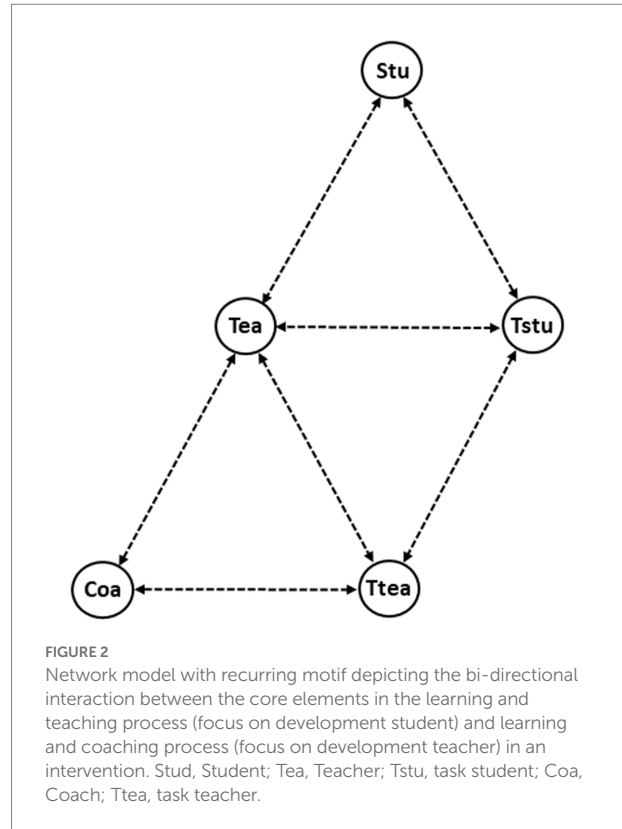 Stu
Tea
Tstu
Coa
Ttea
FIGURE 2
Network model with recurring motif depicting the bi-directional
interaction between the core elements in the learning and
teaching process (focus on development student) and learning
and coaching process (focus on development teacher) in an
intervention. Stud, Student; Tea, Teacher; Tstu, task student; Coa,
Coach; Ttea, task teacher.